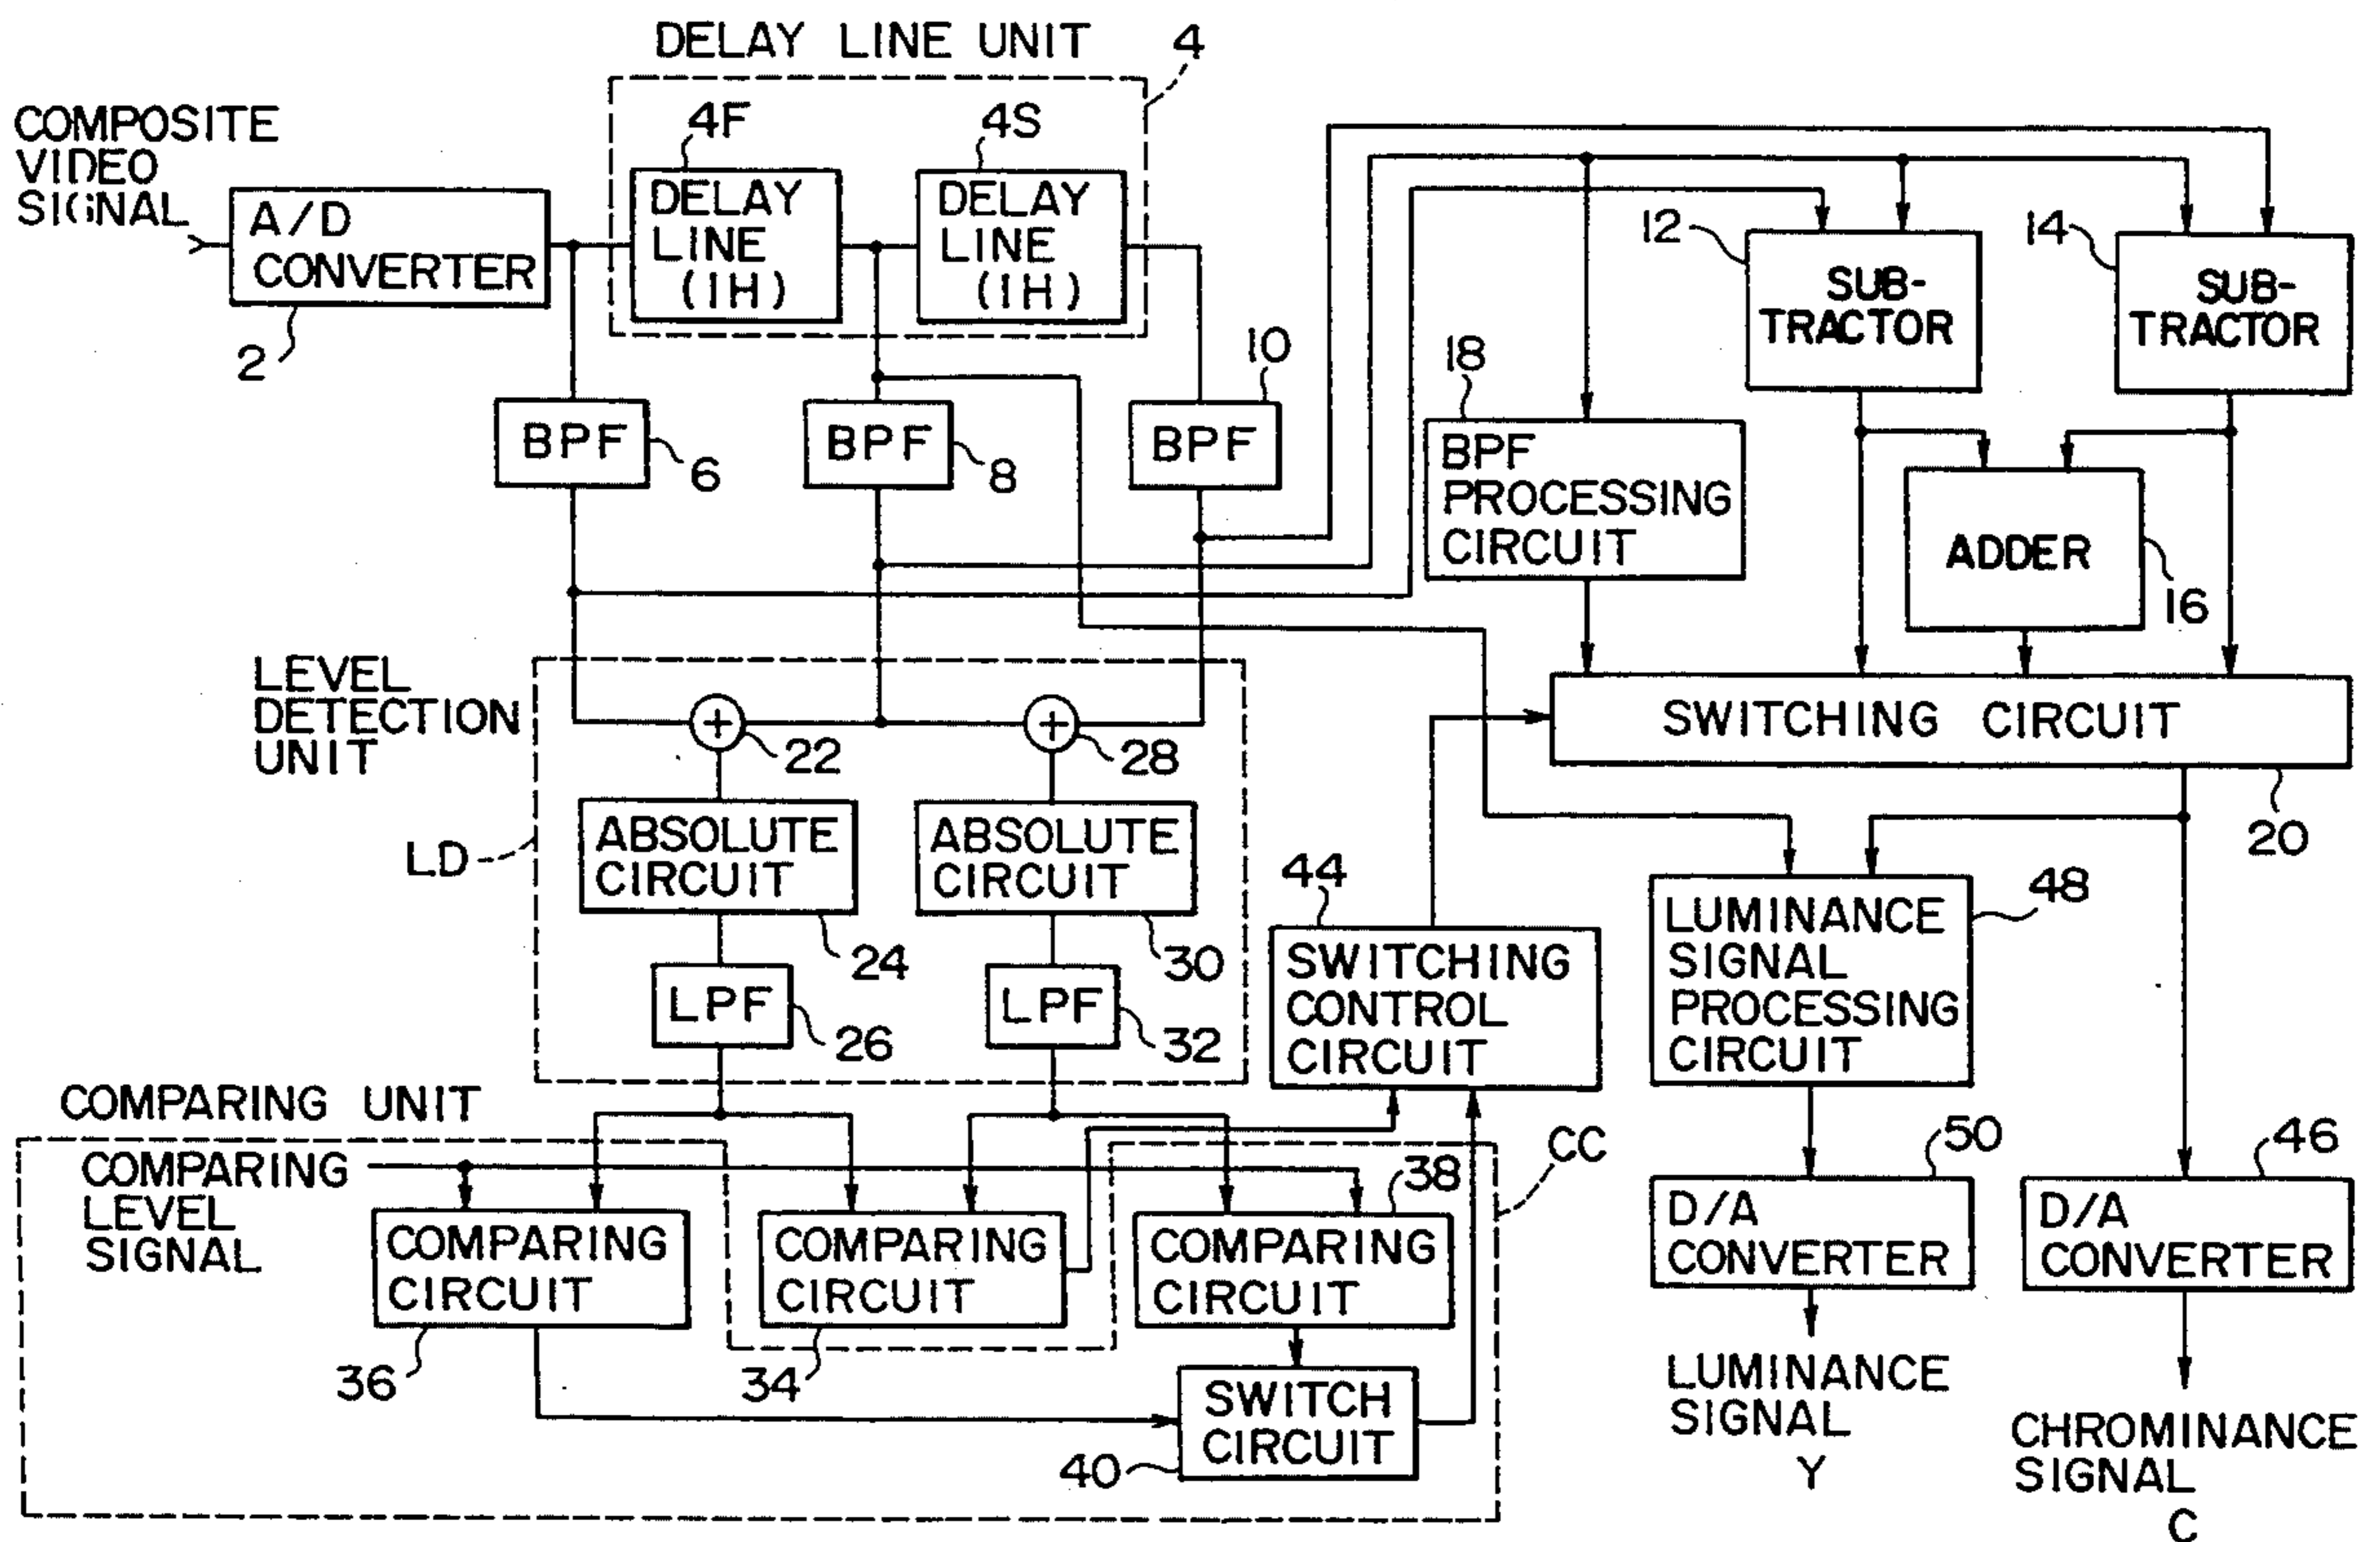 DELAY LINE UNIT
4
COMPOSITE
VIDEO
SIGNAL
4F
4S
A/D
CONVERTER
2
DELAY
LINE
(1H)
DELAY
LINE
(1H)
12
SUB-
TRACTOR
14
SUB-
TRACTOR
BPF
6
BPF
8
10
BPF
18
BPF
PROCESSING
CIRCUIT
ADDER
16
LEVEL
DETECTION
UNIT
+
22
+
28
SWITCHING CIRCUIT
20
LD
ABSOLUTE
CIRCUIT
24
ABSOLUTE
CIRCUIT
30
LPF
26
LPF
32
44
SWITCHING
CONTROL
CIRCUIT
48
LUMINANCE
SIGNAL
PROCESSING
CIRCUIT
COMPARING UNIT
CC
COMPARING
LEVEL
SIGNAL
COMPARING
CIRCUIT
36
COMPARING
CIRCUIT
34
38
COMPARING
CIRCUIT
SWITCH
CIRCUIT
40
50
D/A
CONVERTER
46
D/A
CONVERTER
LUMINANCE
SIGNAL
Y
CHROMINANCE
SIGNAL
C